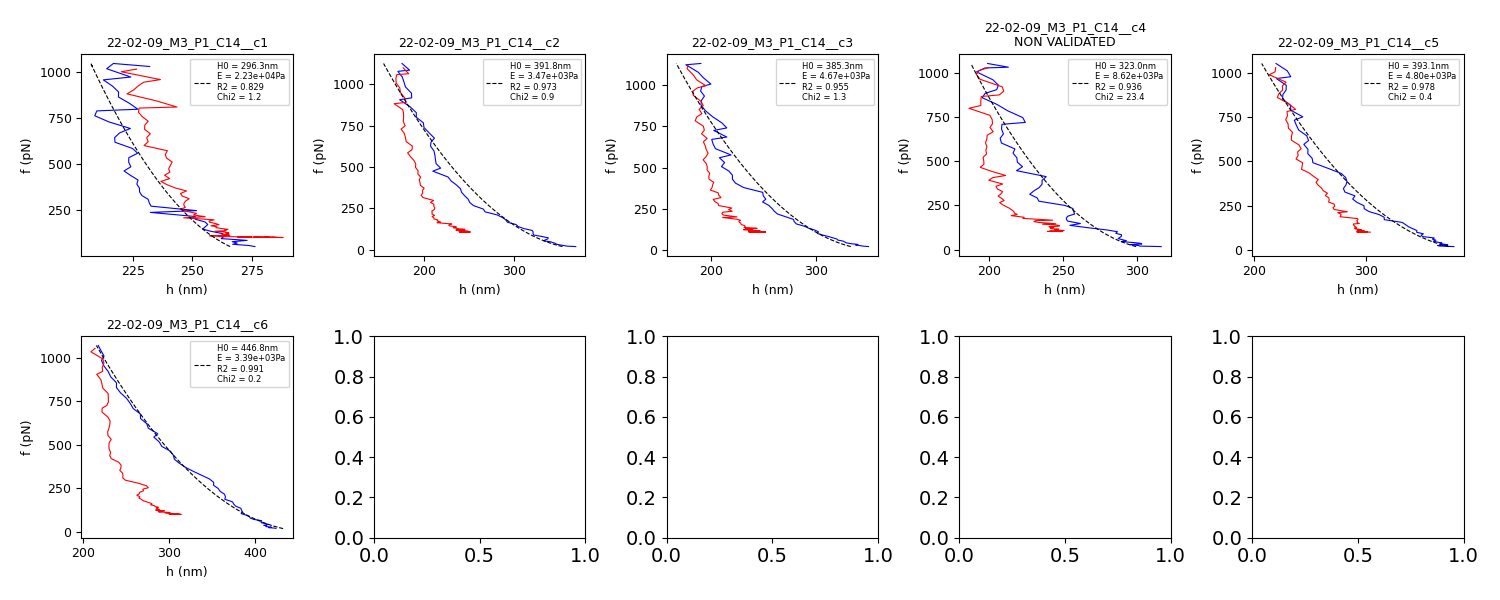 22-02-09_M3_P1_C14__c1
H0 = 296.3nm
E = 2.23e+04Pa
R2 = 0.829
Chi2 = 1.2
1000
750
500
250
f (pN)
225
250
275
h (nm)
22-02-09_M3_P1_C14__c2
H0 = 391.8nm
E = 3.47e+03Pa
R2 = 0.973
Chi2 = 0.9
1000
750
500
250
0
f (pN)
200
300
h (nm)
22-02-09_M3_P1_C14__c3
H0 = 385.3nm
E = 4.67e+03Pa
R2 = 0.955
Chi2 = 1.3
1000
750
500
250
0
f (pN)
200
300
h (nm)
22-02-09_M3_P1_C14__c4
NON VALIDATED
H0 = 323.0nm
E = 8.62e+03Pa
R2 = 0.936
Chi2 = 23.4
1000
750
500
250
0
f (pN)
200
250
300
h (nm)
22-02-09_M3_P1_C14__c5
H0 = 393.1nm
E = 4.80e+03Pa
R2 = 0.978
Chi2 = 0.4
1000
750
500
250
0
f (pN)
200
300
h (nm)
22-02-09_M3_P1_C14__c6
H0 = 446.8nm
E = 3.39e+03Pa
R2 = 0.991
Chi2 = 0.2
1000
750
500
250
0
f (pN)
200
300
400
h (nm)
1.0
0.8
0.6
0.4
0.2
0.0
0.0
0.5
1.0
1.0
0.8
0.6
0.4
0.2
0.0
0.0
0.5
1.0
1.0
0.8
0.6
0.4
0.2
0.0
0.0
0.5
1.0
1.0
0.8
0.6
0.4
0.2
0.0
0.0
0.5
1.0